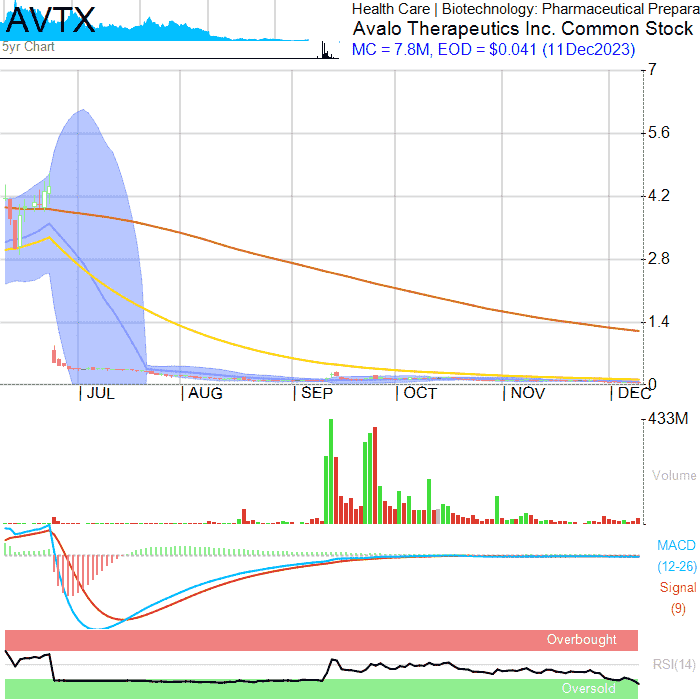 AVTX
5yr Chart
Health Care | Biotechnology: Pharmaceutical Prepara
Avalo Therapeutics Inc. Common Stock
MC = 7.8M, EOD = $0.041 (11Dec2023)
7
5.6
4.2
2.8
1.4
0
| JUL | AUG | SEP | OCT | NOV | DEC
433M
Volume
MACD
(12-26)
Signal
(9)
Overbought
RSI(14)
Oversold